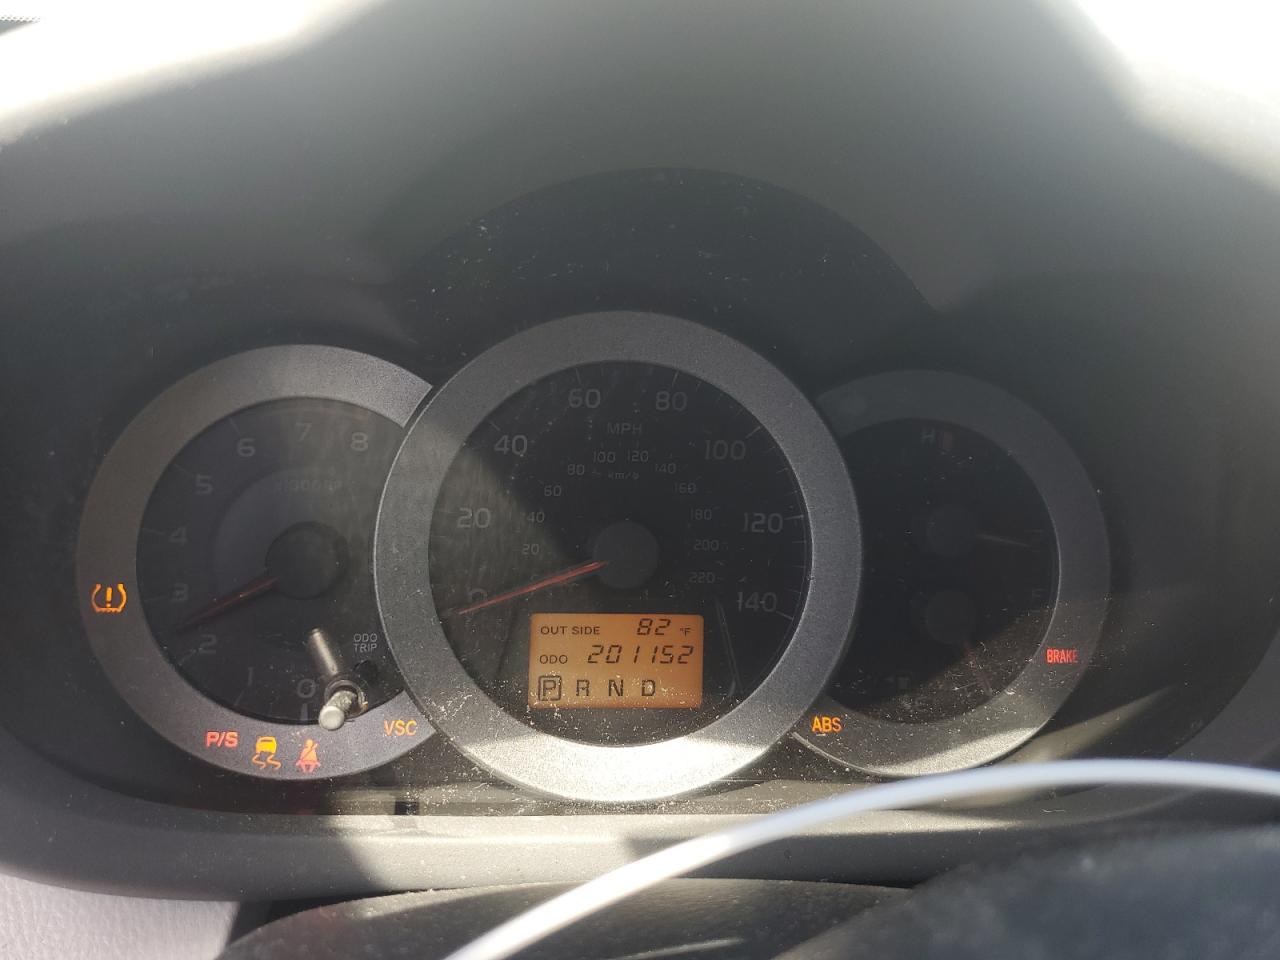 8
7
6
5
4
3
2
1
0
ODO
TRIP
P/S
VSC
60
80
MPH
40
100
100 120
80
km/h
140
60
160
20
40
180
120
20
200
220
0
140
OUT SIDE 82 °F
ODO 201152
P R N D
H
BRAKE
ABS